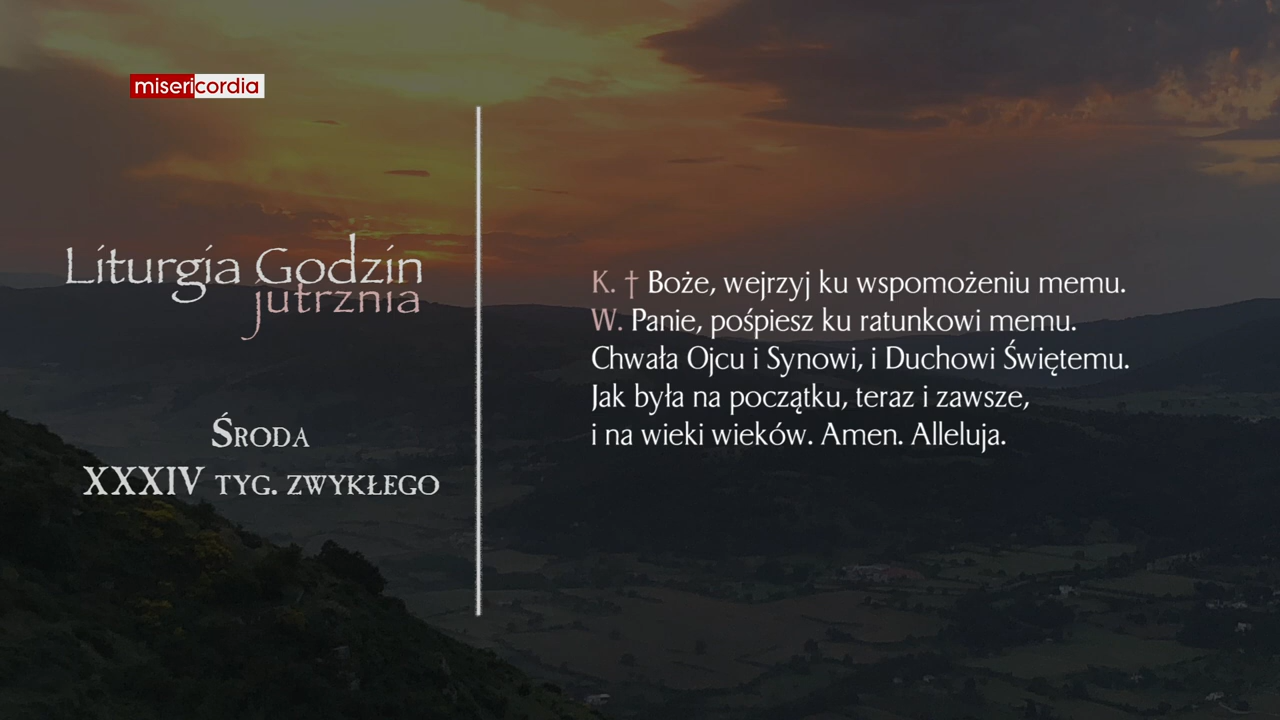 misericordia
Liturgia Godzin
jutrznia
Środa
XXXIV tyg. zwykłego
K. † Boże, wejrzyj ku wspomożeniu memu.
W. Panie, pośpiesz ku ratunkowi memu.
Chwała Ojcu i Synowi, i Duchowi Świętemu.
Jak była na początku, teraz i zawsze,
i na wieki wieków. Amen. Alleluja.